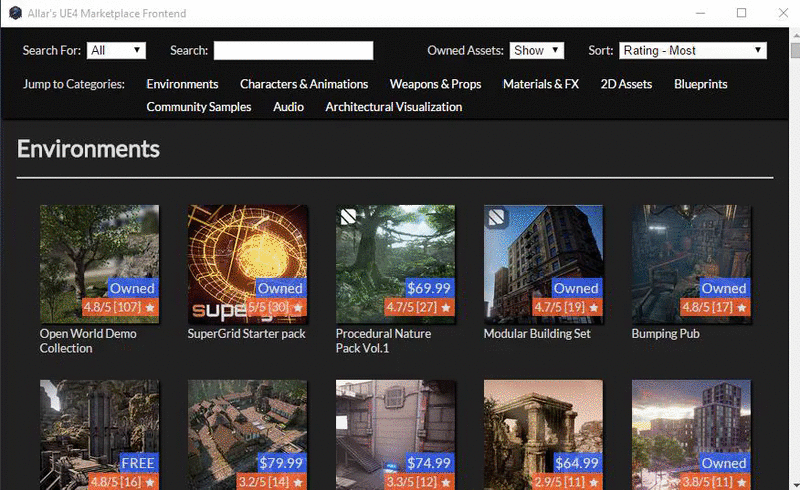 Allar's UE4 Marketplace Frontend
Search For: All Search: Owned Assets: Show Sort: Rating - Most
Jump to Categories: Environments Characters & Animations Weapons & Props Materials & FX 2D Assets Blueprints
Community Samples Audio Architectural Visualization
Environments
Owned Owned $69.99 Owned Owned
4.8/5 [107] ★ 5/5 [30] ★ 4.7/5 [27] ★ 4.7/5 [19] ★ 4.8/5 [17] ★
Open World Demo
Collection
SuperGrid Starter pack
Procedural Nature
Pack Vol.1
Modular Building Set
Bumping Pub
FREE $79.99 $74.99 $64.99 Owned
4.8/5 [16] ★ 3.2/5 [14] ★ 3.3/5 [12] ★ 2.9/5 [11] ★ 3.8/5 [11] ★